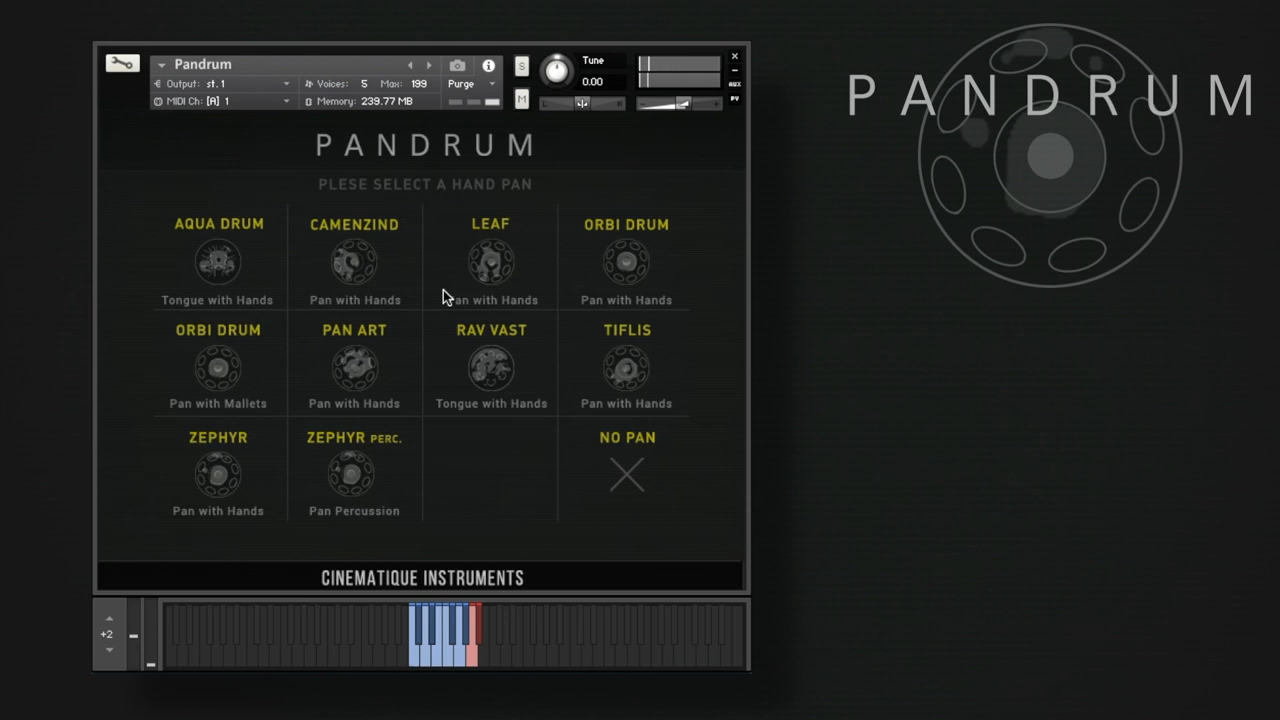 Pandrum
Output: st.1
Voices: 5 Max: 199
Purge
MIDI Ch: [A] 1
Memory: 239.77 MB
S
M
Tune
0.00
L R
- +
AUX
PV
PANDRUM
PANDRUM
PLESE SELECT A HAND PAN
AQUA DRUM CAMENZIND LEAF ORBI DRUM
Tongue with Hands Pan with Hands Pan with Hands Pan with Hands
ORBI DRUM PAN ART RAV VAST TIFLIS
Pan with Mallets Pan with Hands Tongue with Hands Pan with Hands
ZEPHYR ZEPHYR PERC. NO PAN
Pan with Hands Pan Percussion
CINEMATIQUE INSTRUMENTS
+2